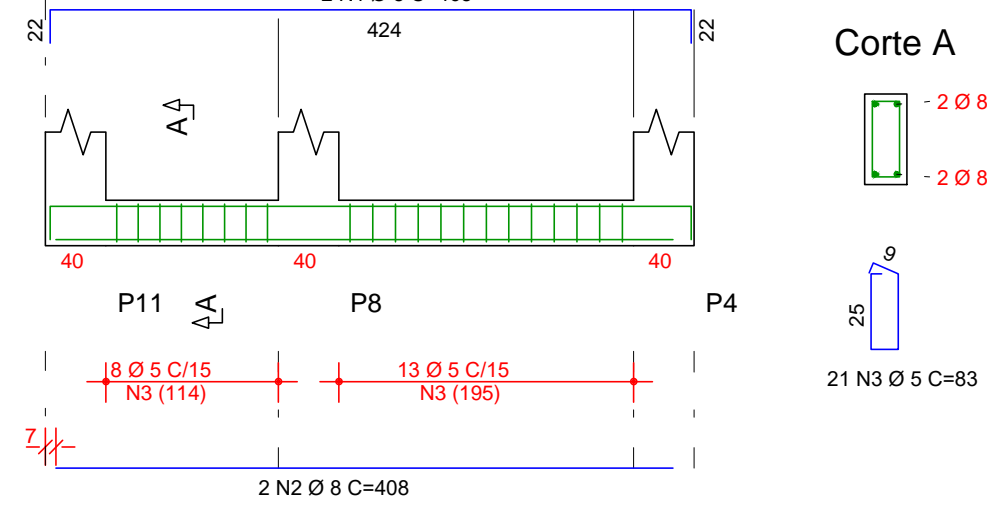 22
424
22
Corte A
A
2 Ø 8
2 Ø 8
40
40
40
9
25
P11
A
P8
P4
8 Ø 5 C/15
N3 (114)
13 Ø 5 C/15
N3 (195)
21 N3 Ø 5 C=83
7
2 N2 Ø 8 C=408